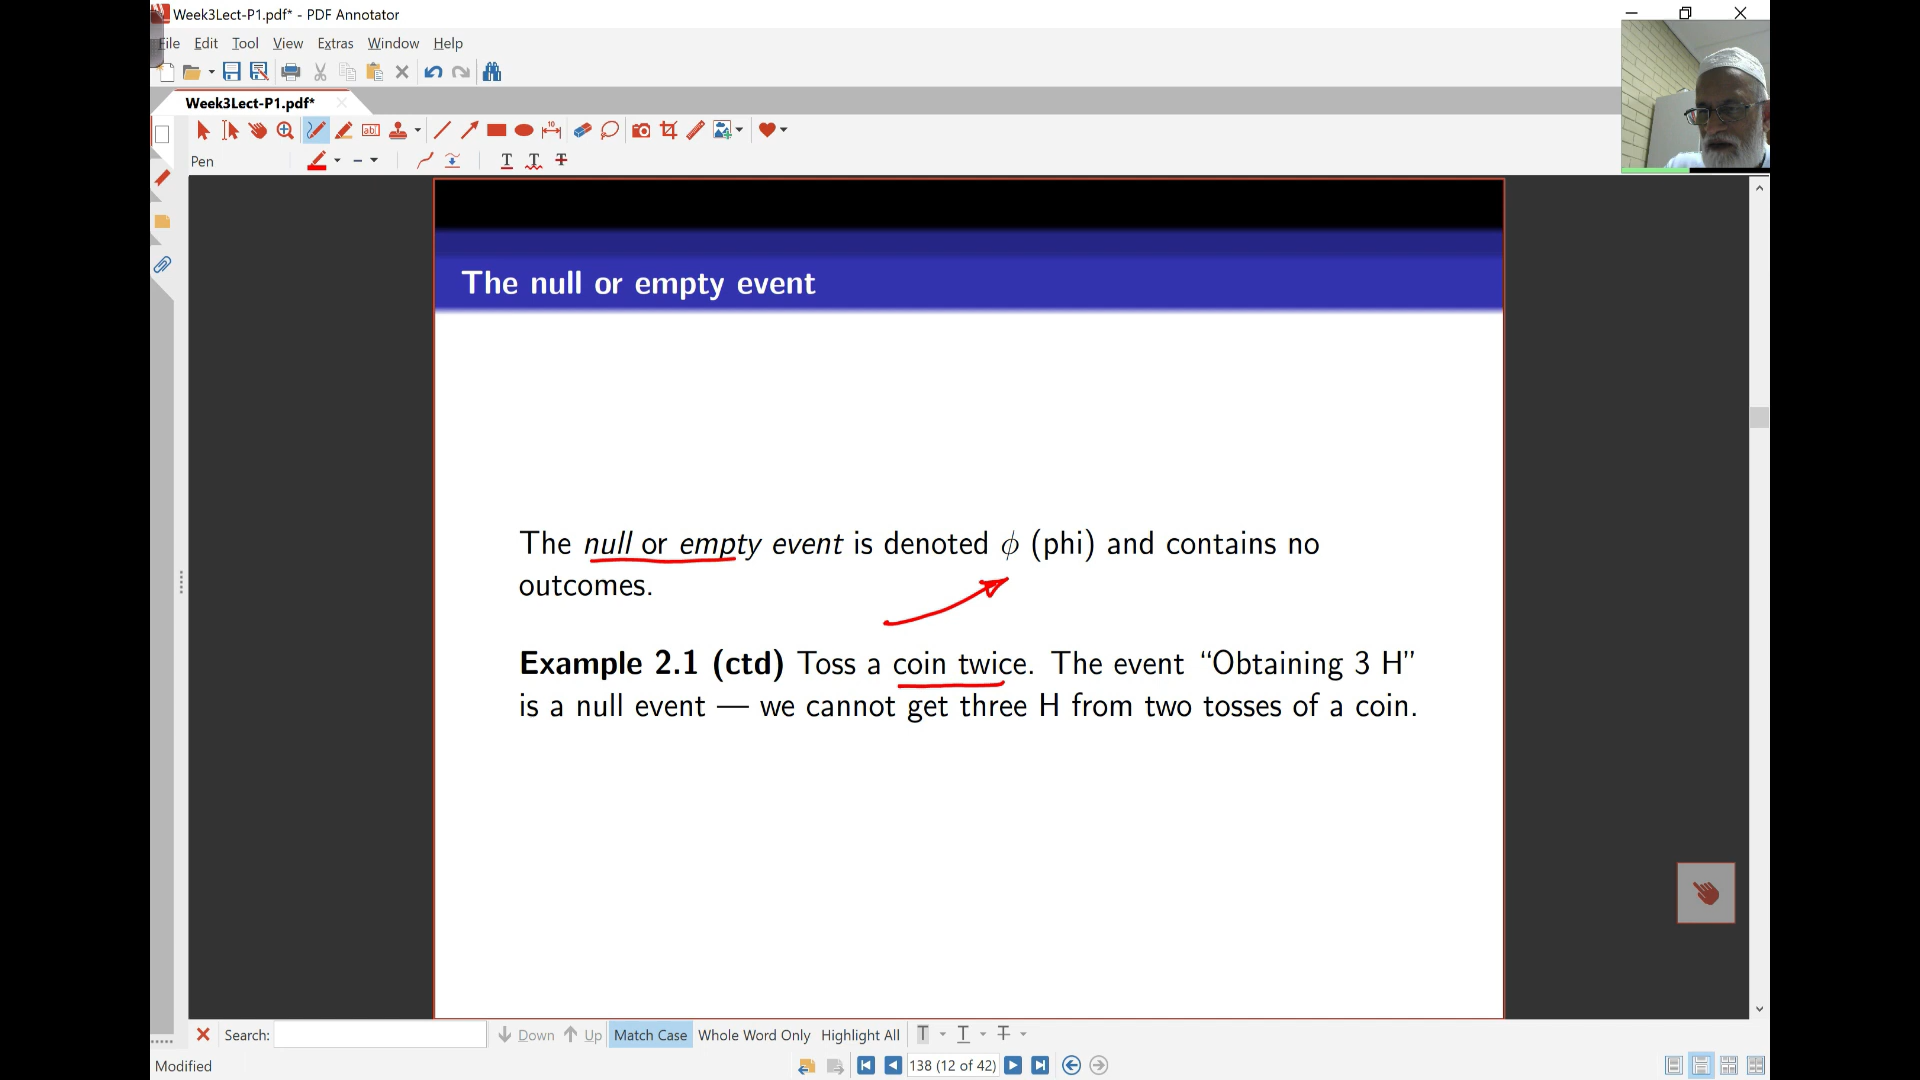 Week3Lect-P1.pdf* - PDF Annotator
File Edit Tool View Extras Window Help
Week3Lect-P1.pdf*
Pen
The null or empty event
The null or empty event is denoted ϕ (phi) and contains no
outcomes.
Example 2.1 (ctd) Toss a coin twice. The event “Obtaining 3 H”
is a null event — we cannot get three H from two tosses of a coin.
Search: Down Up Match Case Whole Word Only Highlight All
Modified
138 (12 of 42)